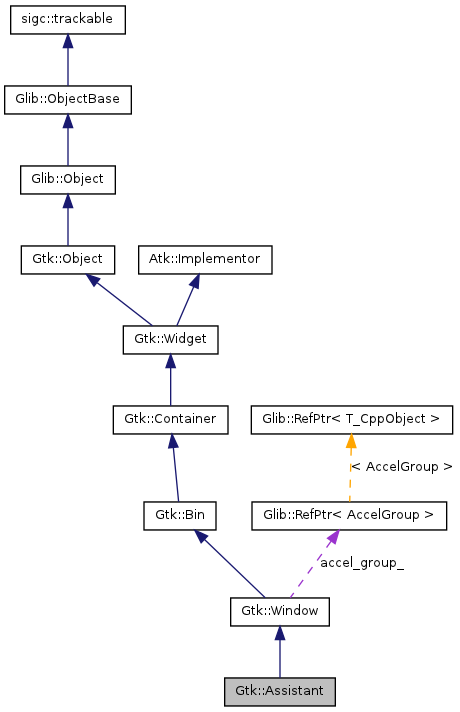 sigc::trackable
Glib::ObjectBase
Glib::Object
Gtk::Object
Atk::Implementor
Gtk::Widget
Gtk::Container
Glib::RefPtr< T_CppObject >
< AccelGroup >
Gtk::Bin
Glib::RefPtr< AccelGroup >
accel_group_
Gtk::Window
Gtk::Assistant